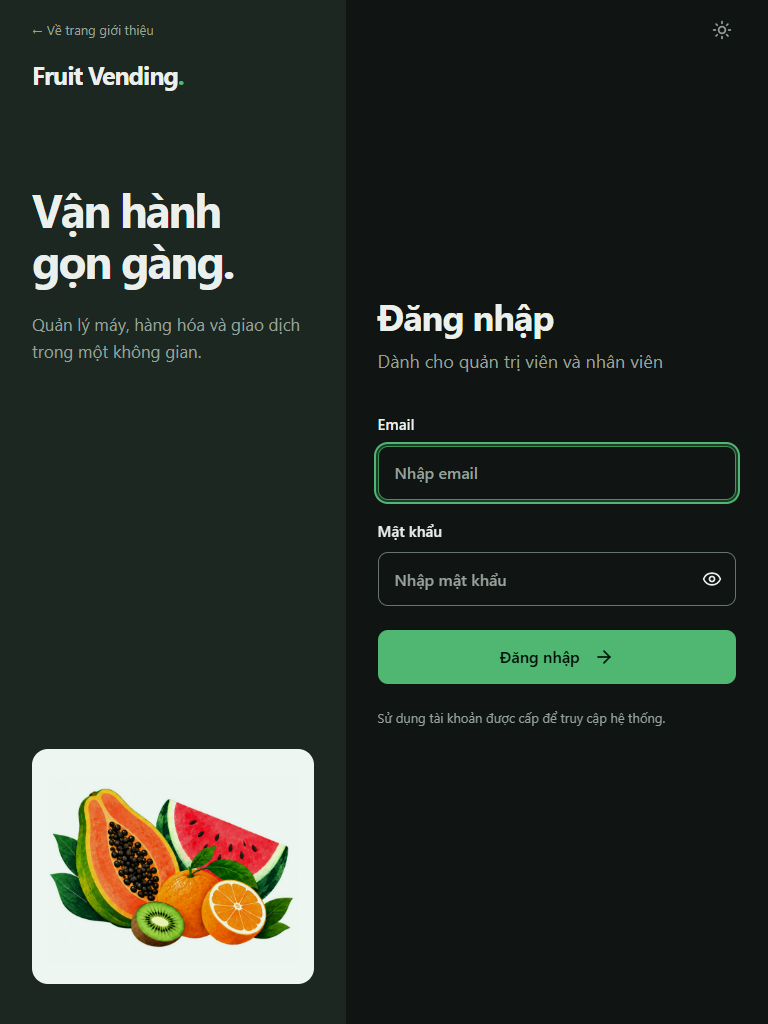 ← Về trang giới thiệu
Fruit Vending.
Vận hành
gọn gàng.
Quản lý máy, hàng hóa và giao dịch
trong một không gian.
Đăng nhập
Dành cho quản trị viên và nhân viên
Email
Nhập email
Mật khẩu
Nhập mật khẩu
Đăng nhập →
Sử dụng tài khoản được cấp để truy cập hệ thống.